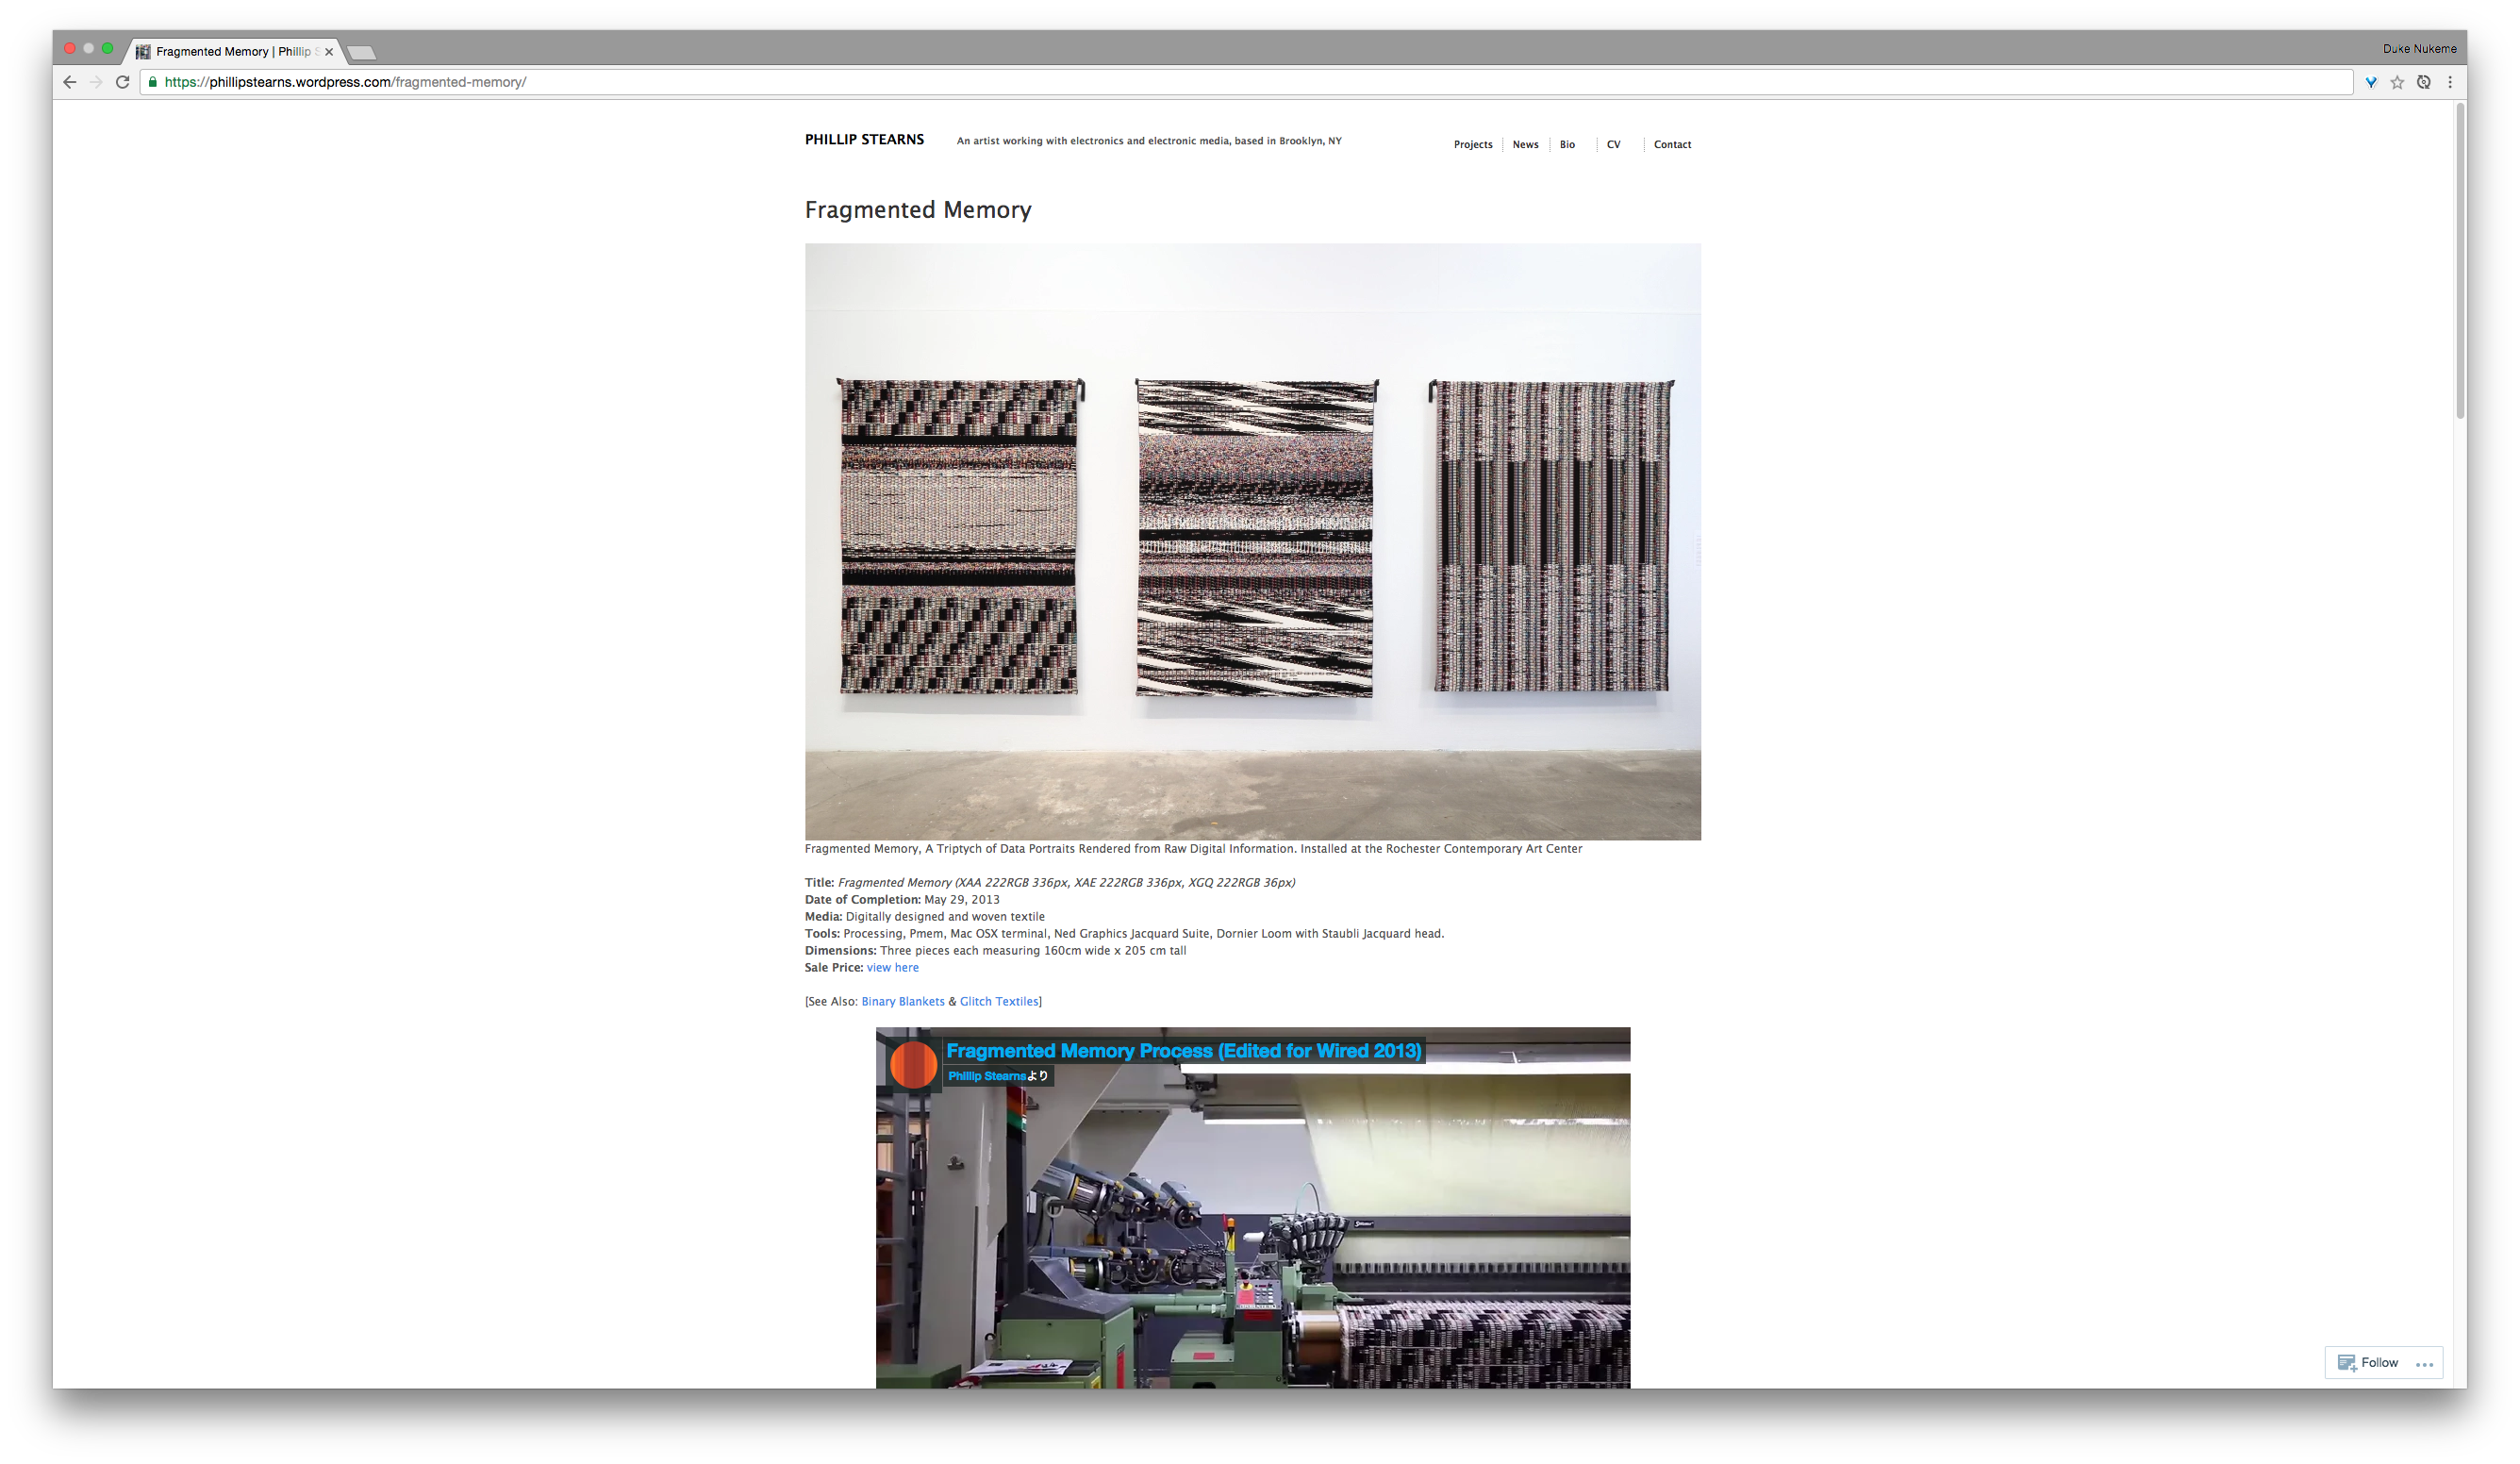 Fragmented Memory | Phillip S
Duke Nukeme
https://phillipstearns.wordpress.com/fragmented-memory/
PHILLIP STEARNS An artist working with electronics and electronic media, based in Brooklyn, NY Projects News Bio CV Contact
Fragmented Memory
Fragmented Memory, A Triptych of Data Portraits Rendered from Raw Digital Information. Installed at the Rochester Contemporary Art Center
Title: Fragmented Memory (XAA 222RGB 336px, XAE 222RGB 336px, XGQ 222RGB 36px)
Date of Completion: May 29, 2013
Media: Digitally designed and woven textile
Tools: Processing, Pmem, Mac OSX terminal, Ned Graphics Jacquard Suite, Dornier Loom with Staubli Jacquard head.
Dimensions: Three pieces each measuring 160cm wide x 205 cm tall
Sale Price: view here
[See Also: Binary Blankets & Glitch Textiles]
Fragmented Memory Process (Edited for Wired 2013)
Phillip Stearnsより
Follow